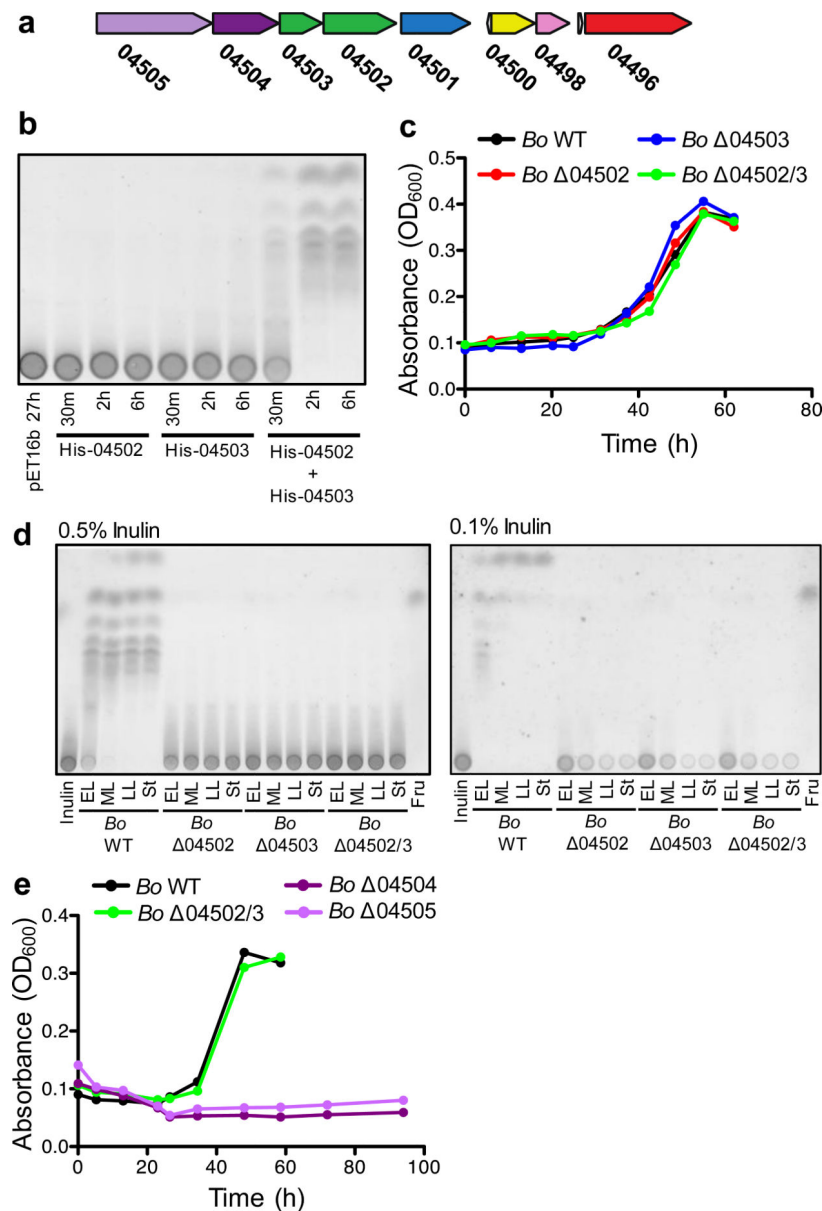 a
04505
04504
04503
04502
04501
04500
04498
04496
b
pET16b 27h
30m
2h
6h
30m
2h
6h
30m
2h
6h
His-04502
His-04503
His-04502
+
His-04503
c
Bo WT
Bo Δ04503
Bo Δ04502
Bo Δ04502/3
Absorbance (OD600)
0.5
0.4
0.3
0.2
0.1
0.0
0 20 40 60 80
Time (h)
d
0.5% Inulin
Inulin
EL
ML
LL
St
EL
ML
LL
St
EL
ML
LL
St
EL
ML
LL
St
Fru
Bo
WT
Bo
Δ04502
Bo
Δ04503
Bo
Δ04502/3
0.1% Inulin
Inulin
EL
ML
LL
St
EL
ML
LL
St
EL
ML
LL
St
EL
ML
LL
St
Fru
Bo
WT
Bo
Δ04502
Bo
Δ04503
Bo
Δ04502/3
e
Bo WT
Bo Δ04504
Bo Δ04502/3
Bo Δ04505
Absorbance (OD600)
0.4
0.3
0.2
0.1
0.0
0 20 40 60 80 100
Time (h)